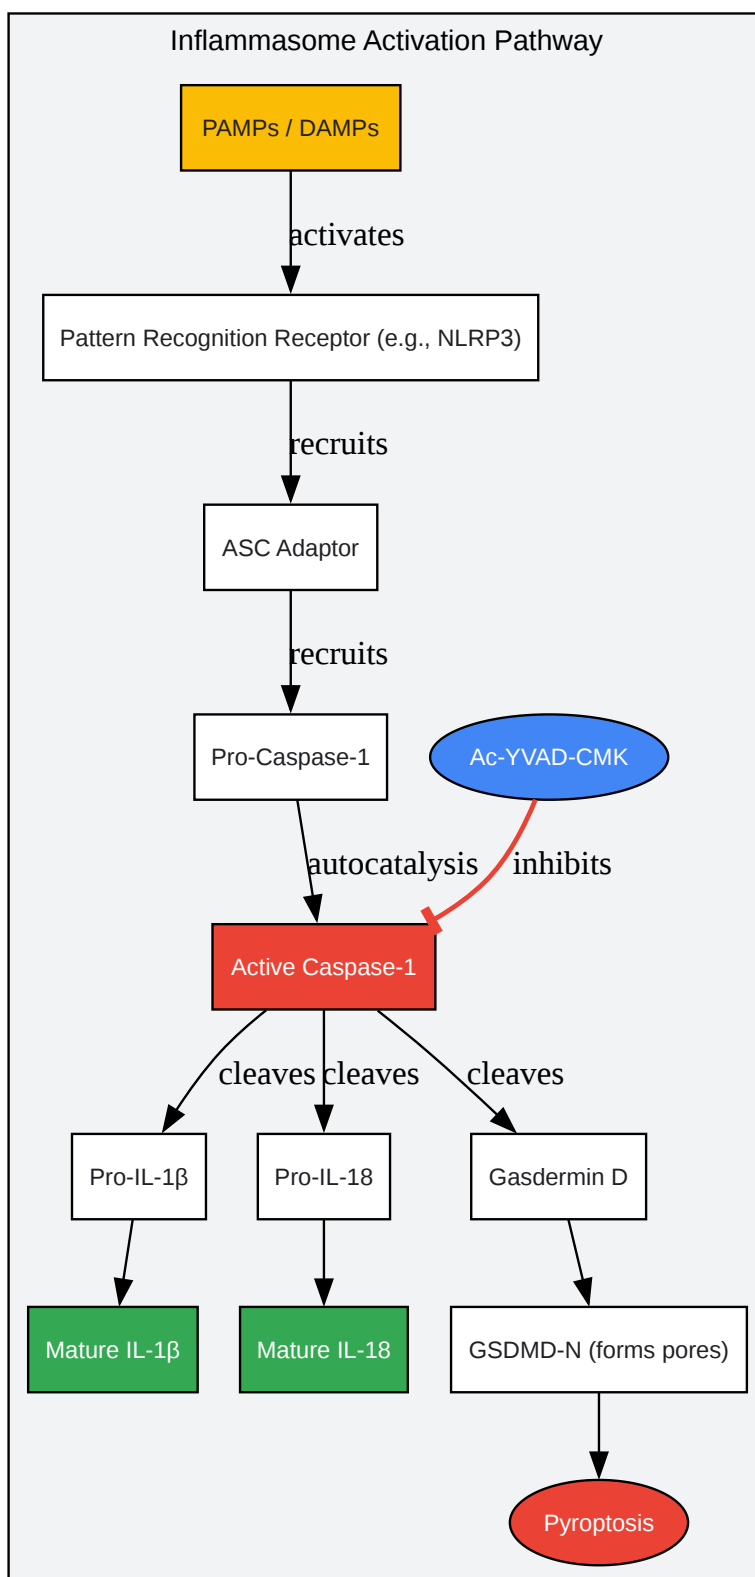 Inflammasome Activation Pathway
PAMPs / DAMPs
activates
Pattern Recognition Receptor (e.g., NLRP3)
recruits
ASC Adaptor
recruits
Pro-Caspase-1
Ac-YVAD-CMK
autocatalysis
inhibits
Active Caspase-1
cleaves
cleaves
cleaves
Pro-IL-1β
Pro-IL-18
Gasdermin D
Mature IL-1β
Mature IL-18
GSDMD-N (forms pores)
Pyroptosis